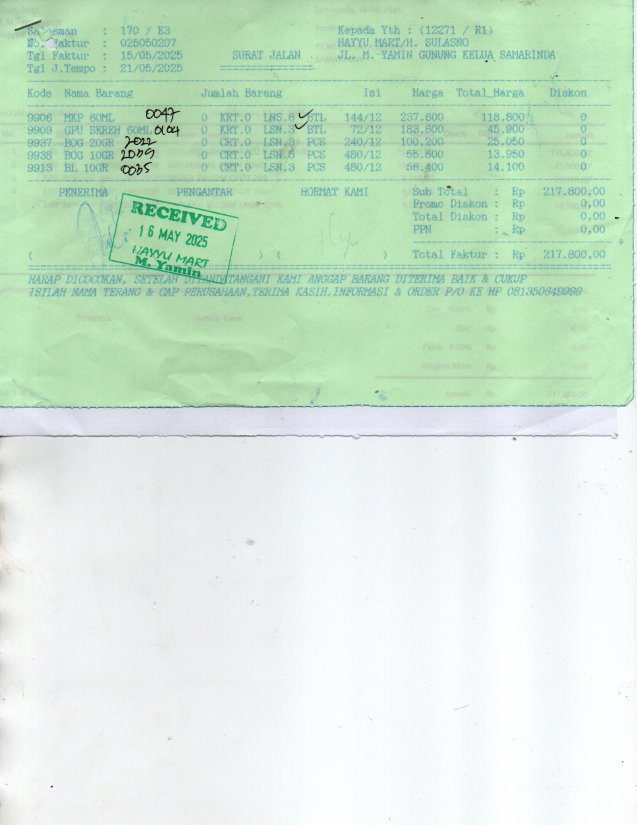 Salesman : 170 / E3 Kepada Yth : (12271 / R1)
No. Faktur : 025050207 HAYYU MART/H. SULASNO
Tgl Faktur : 15/05/2025 SURAT JALAN JL. M. YAMIN GUNUNG KELUA SAMARINDA
Tgl J.Tempo : 21/05/2025
Kode Nama Barang Jumlah Barang Isi Harga Total Harga Diskon
9906 MKP 60ML 0047 0 KRT.0 LNS.6 BTL 144/12 237.600 118.800 0
9909 GPU SEREH 60ML 0104 0 KRT.0 LSN.3 BTL 72/12 183.600 45.900 0
9937 BOG 20GR 2022 0 CRT.0 LSN.3 PCS 240/12 100.200 25.050 0
9938 BOG 10GR 0 CRT.0 LSN.3 PCS 480/12 55.800 13.950 0
9913 BL 10GR 0 CRT.0 LSN.3 PCS 480/12 56.400 14.100 0
PENERIMA PENGANTAR HORMAT KAMI Sub Total : Rp 217.800,00
Promo Diskon : Rp 0,00
Total Diskon : Rp 0,00
PPN : Rp 0,00
RECEIVED
16 MAY 2025
HAYYU MART
M. Yamin
( ) ( ) Total Faktur : Rp 217.800,00
HARAP DICOCOKAN, SETELAH DITANDATANGANI KAMI ANGGAP BARANG DITERIMA BAIK & CUKUP
ISILAH NAMA TERANG & CAP PERUSAHAAN,TERIMA KASIH.INFORMASI & ORDER P/O KE HP 081350649999